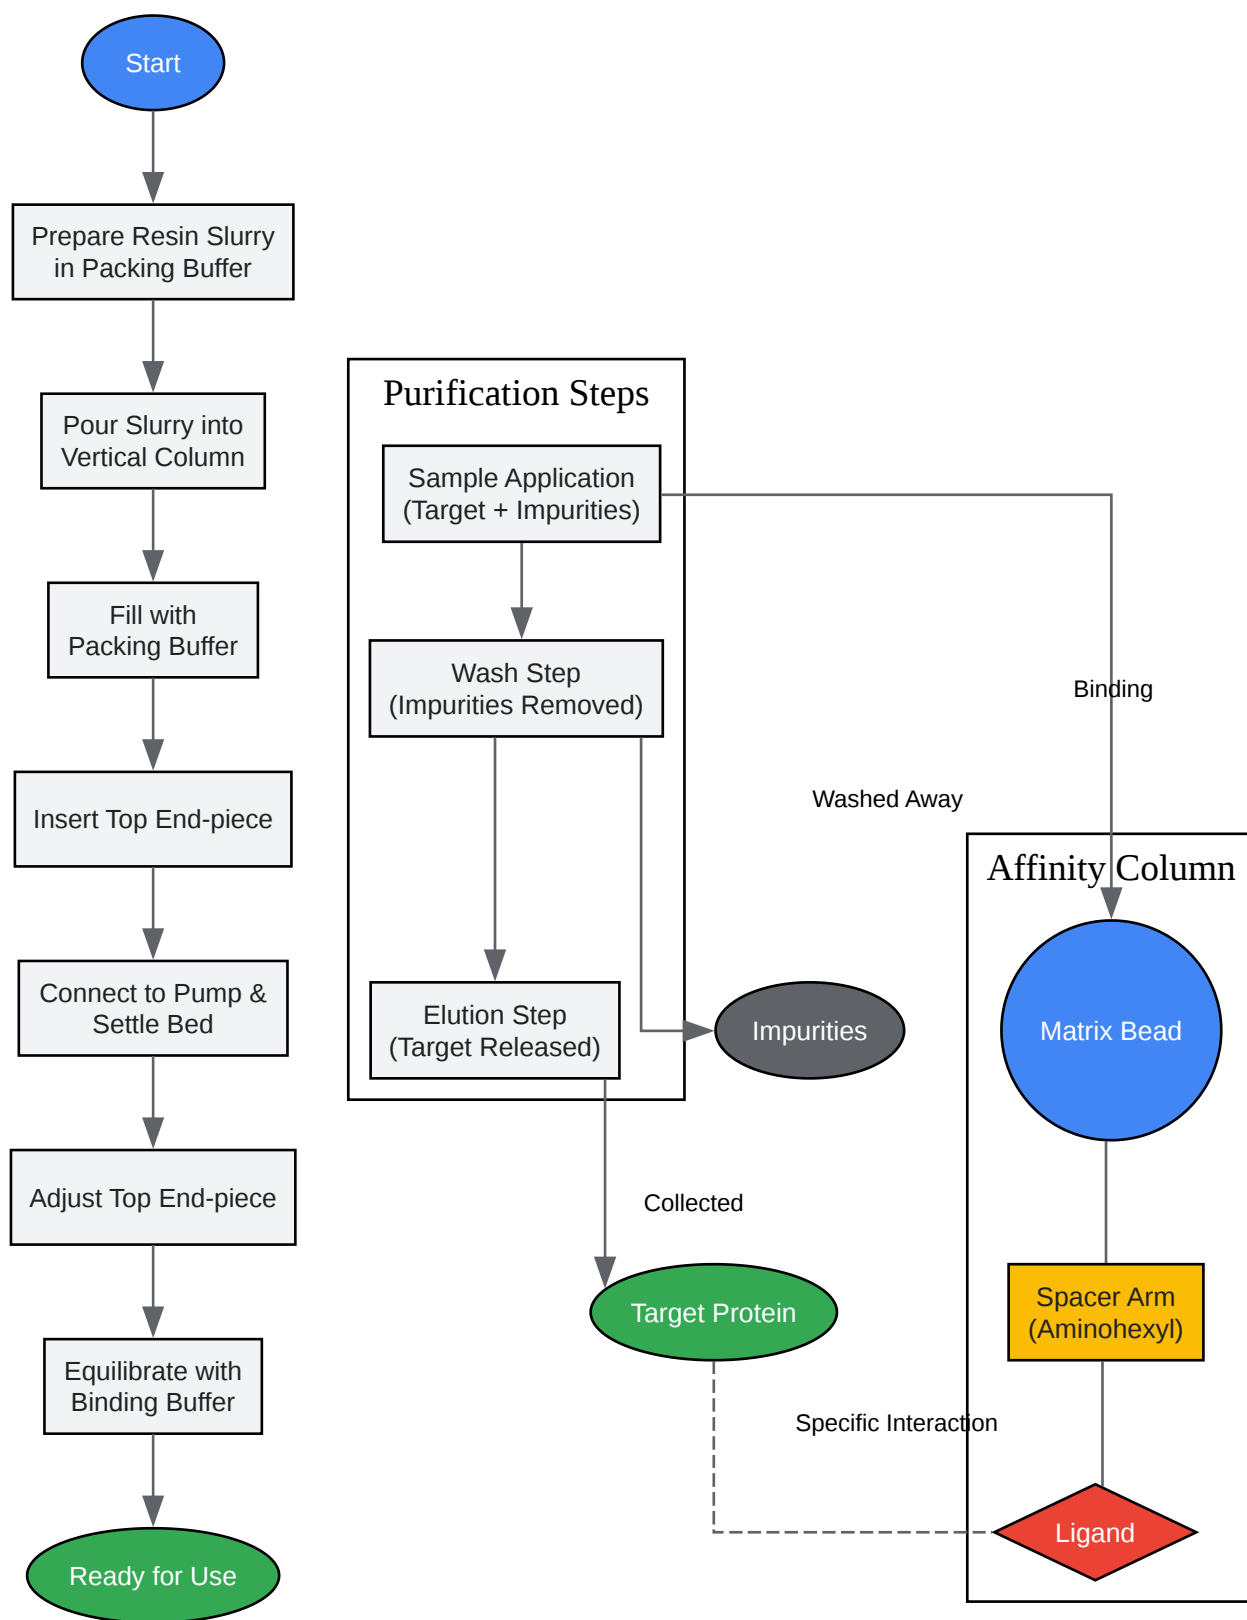 Start
Prepare Resin Slurry
in Packing Buffer
Pour Slurry into
Vertical Column
Fill with
Packing Buffer
Insert Top End-piece
Connect to Pump &
Settle Bed
Adjust Top End-piece
Equilibrate with
Binding Buffer
Ready for Use
Purification Steps
Sample Application
(Target + Impurities)
Wash Step
(Impurities Removed)
Elution Step
(Target Released)
Binding
Washed Away
Impurities
Collected
Target Protein
Specific Interaction
Affinity Column
Matrix Bead
Spacer Arm
(Aminohexyl)
Ligand